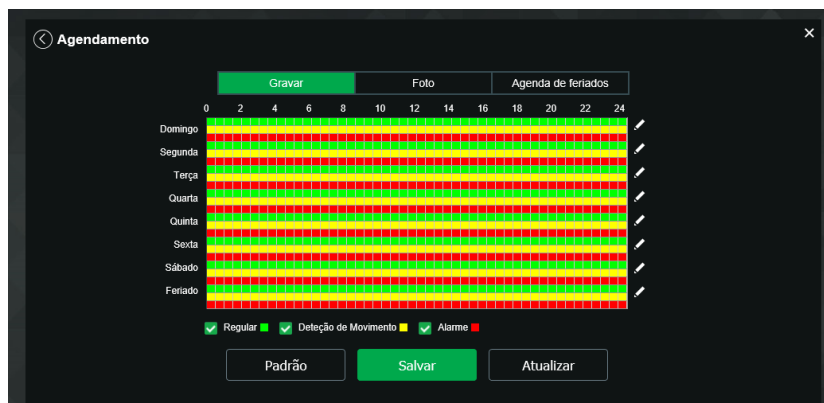 Agendamento
×
Gravar Foto Agenda de feriados
0 2 4 6 8 10 12 14 16 18 20 22 24
Domingo
Segunda
Terça
Quarta
Quinta
Sexta
Sábado
Feriado
Regular Deteção de Movimento Alarme
Padrão Salvar Atualizar